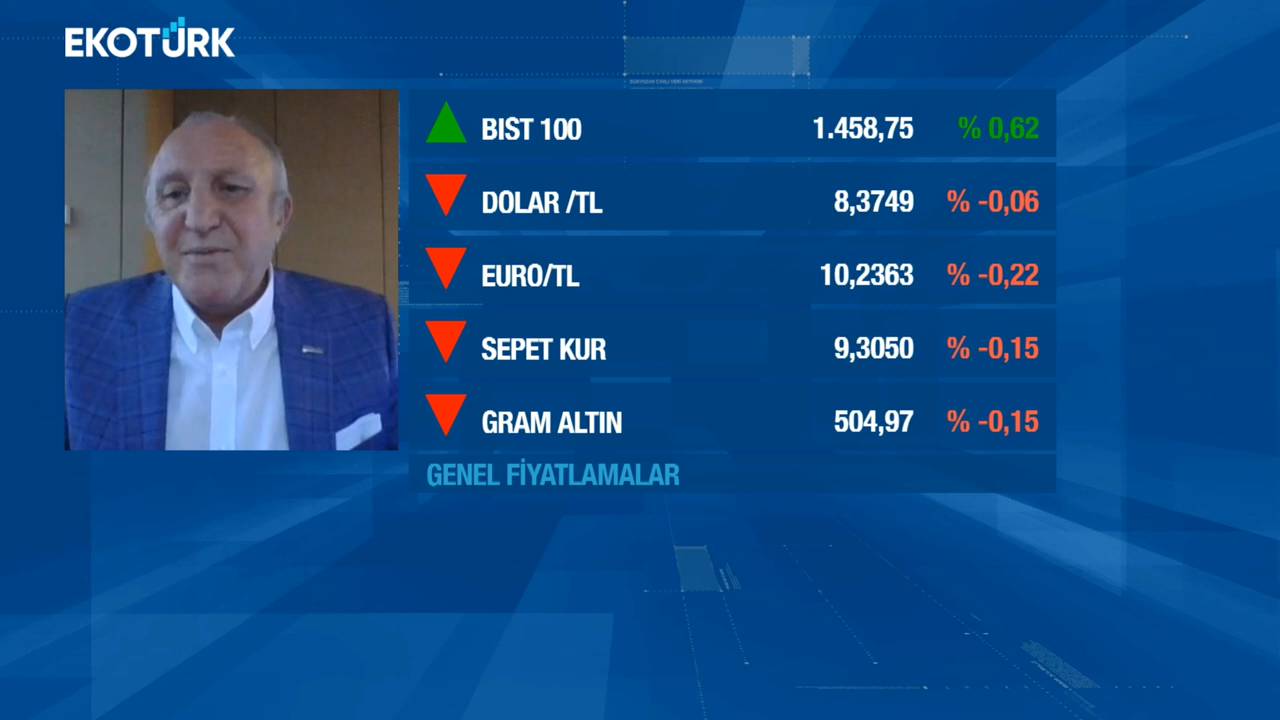 EKOTÜRK
BIST 100 1.458,75 % 0,62
DOLAR /TL 8,3749 % -0,06
EURO/TL 10,2363 % -0,22
SEPET KUR 9,3050 % -0,15
GRAM ALTIN 504,97 % -0,15
GENEL FİYATLAMALAR